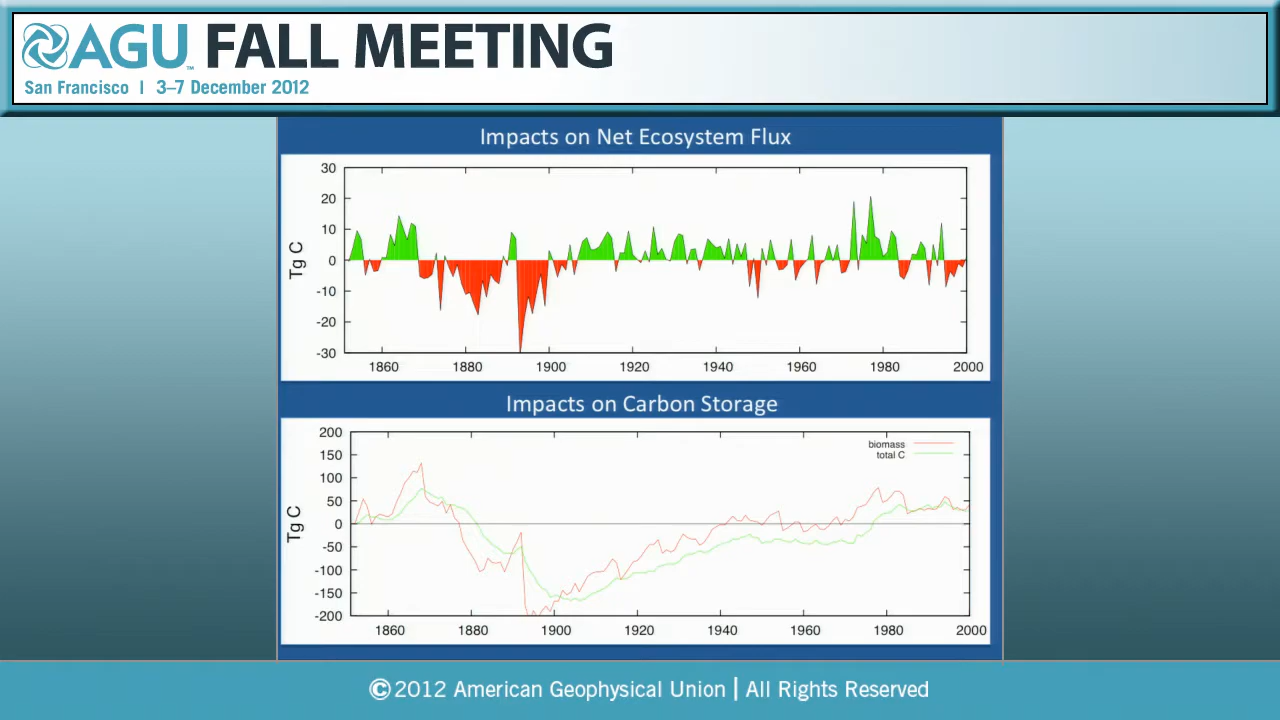 AGU™ FALL MEETING
San Francisco | 3–7 December 2012
Impacts on Net Ecosystem Flux
30
20
10
0
-10
-20
-30
Tg C
1860 1880 1900 1920 1940 1960 1980 2000
Impacts on Carbon Storage
200
150
100
50
0
-50
-100
-150
-200
Tg C
biomass
total C
1860 1880 1900 1920 1940 1960 1980 2000
©2012 American Geophysical Union | All Rights Reserved